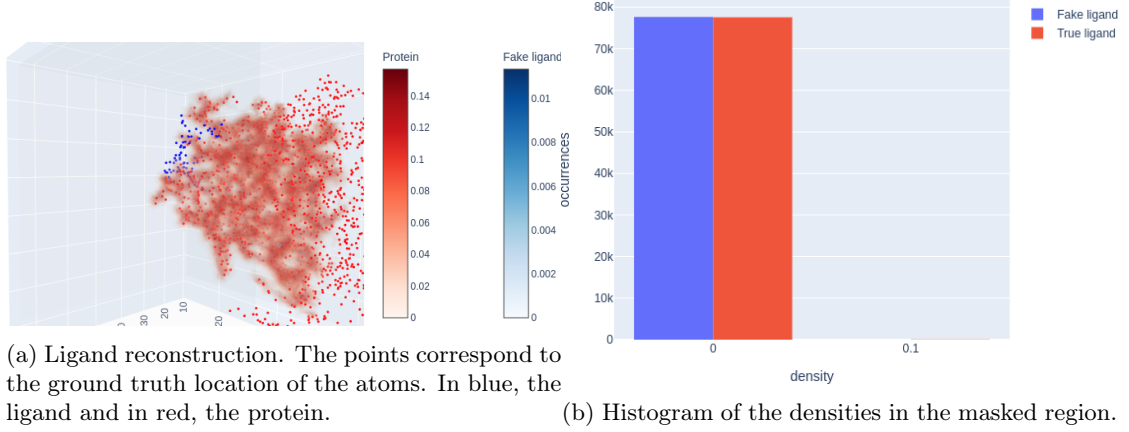 Protein
0.14
0.12
0.1
0.08
0.06
0.04
0.02
0
Fake ligand
0.01
0.008
0.006
0.004
0.002
0
30
20
10
20
(a) Ligand reconstruction. The points correspond to
the ground truth location of the atoms. In blue, the
ligand and in red, the protein.
80k
70k
60k
50k
40k
30k
20k
10k
0
occurrences
0
0.1
density
Fake ligand
True ligand
(b) Histogram of the densities in the masked region.